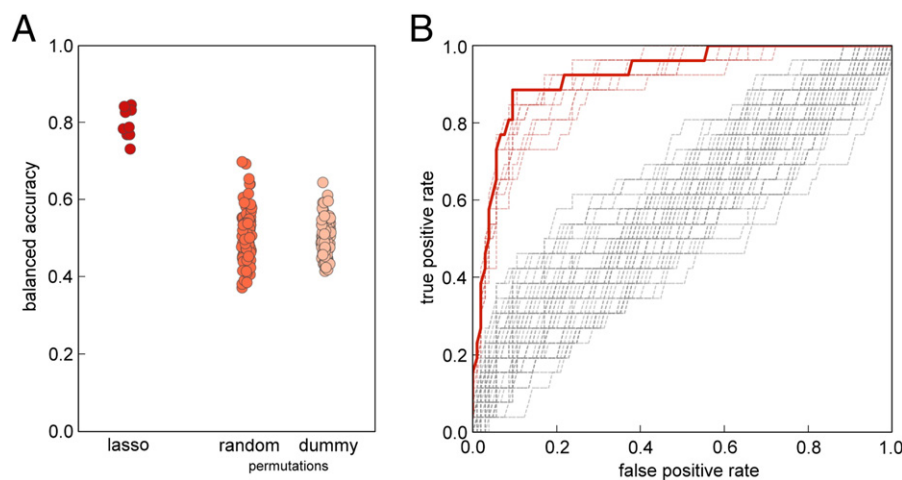 A
balanced accuracy
1.0
0.8
0.6
0.4
0.2
0.0
lasso
random
dummy
permutations
B
true positive rate
1.0
0.8
0.6
0.4
0.2
0.0
0.0
0.2
0.4
0.6
0.8
1.0
false positive rate